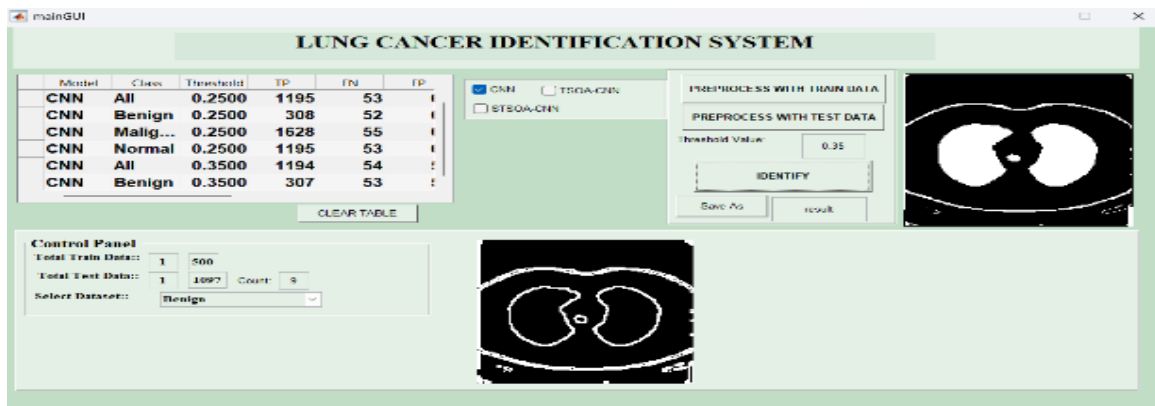 mainGUI
LUNG CANCER IDENTIFICATION SYSTEM
Model Class Threshold TP FN FP
CNN All 0.2500 1195 53
CNN Benign 0.2500 308 52
CNN Malig... 0.2500 1628 55
CNN Normal 0.2500 1195 53
CNN All 0.3500 1194 54
CNN Benign 0.3500 307 53
CLEAR TABLE
CNN TSOA-CNN
STSOA-CNN
PREPROCESS WITH TRAIN DATA
PREPROCESS WITH TEST DATA
Threshold Value: 0.35
IDENTIFY
Save As result
Control Panel
Total Train Data:: 1 500
Total Test Data:: 1 1097 Count: 9
Select Dataset:: Benign